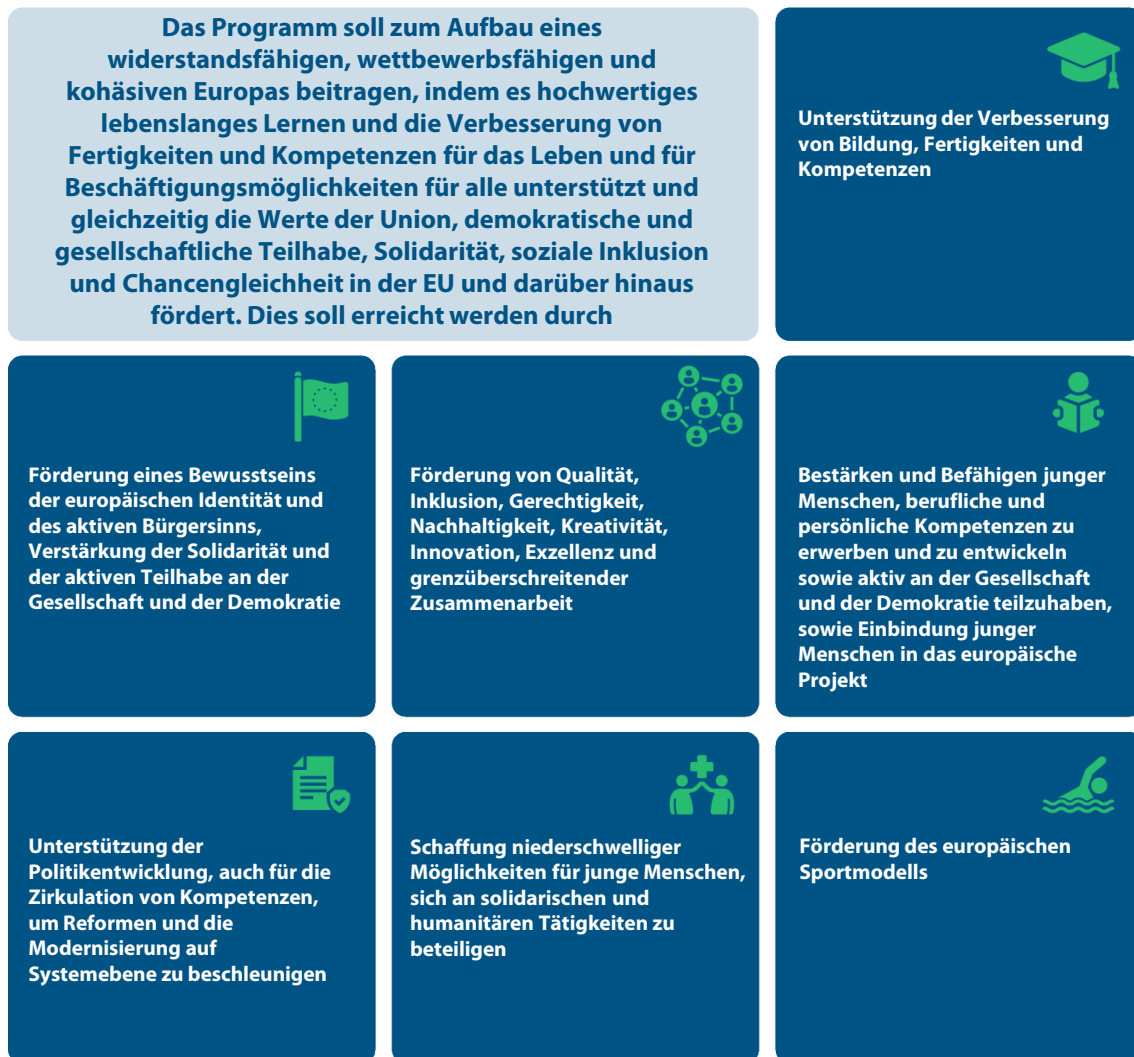 Das Programm soll zum Aufbau eines
widerstandsfähigen, wettbewerbsfähigen und
kohäsiven Europas beitragen, indem es hochwertiges
lebenslanges Lernen und die Verbesserung von
Fertigkeiten und Kompetenzen für das Leben und für
Beschäftigungsmöglichkeiten für alle unterstützt und
gleichzeitig die Werte der Union, demokratische und
gesellschaftliche Teilhabe, Solidarität, soziale Inklusion
und Chancengleichheit in der EU und darüber hinaus
fördert. Dies soll erreicht werden durch
Unterstützung der Verbesserung
von Bildung, Fertigkeiten und
Kompetenzen
Förderung eines Bewusstseins
der europäischen Identität und
des aktiven Bürgersinns,
Verstärkung der Solidarität und
der aktiven Teilhabe an der
Gesellschaft und der Demokratie
Förderung von Qualität,
Inklusion, Gerechtigkeit,
Nachhaltigkeit, Kreativität,
Innovation, Exzellenz und
grenzüberschreitender
Zusammenarbeit
Bestärken und Befähigen junger
Menschen, berufliche und
persönliche Kompetenzen zu
erwerben und zu entwickeln
sowie aktiv an der Gesellschaft
und der Demokratie teilzuhaben,
sowie Einbindung junger
Menschen in das europäische
Projekt
Unterstützung der
Politikentwicklung, auch für die
Zirkulation von Kompetenzen,
um Reformen und die
Modernisierung auf
Systemebene zu beschleunigen
Schaffung niederschwelliger
Möglichkeiten für junge Menschen,
sich an solidarischen und
humanitären Tätigkeiten zu
beteiligen
Förderung des europäischen
Sportmodells